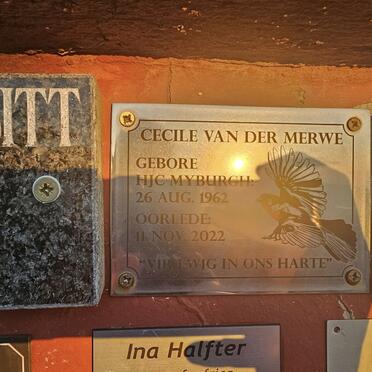 ITT
CECILE VAN DER MERWE
GEBORE
HJC MYBURGH:
26 AUG. 1962
OORLEDE:
11 NOV. 2022
"VIR EWIG IN ONS HARTE"
Ina Halfter